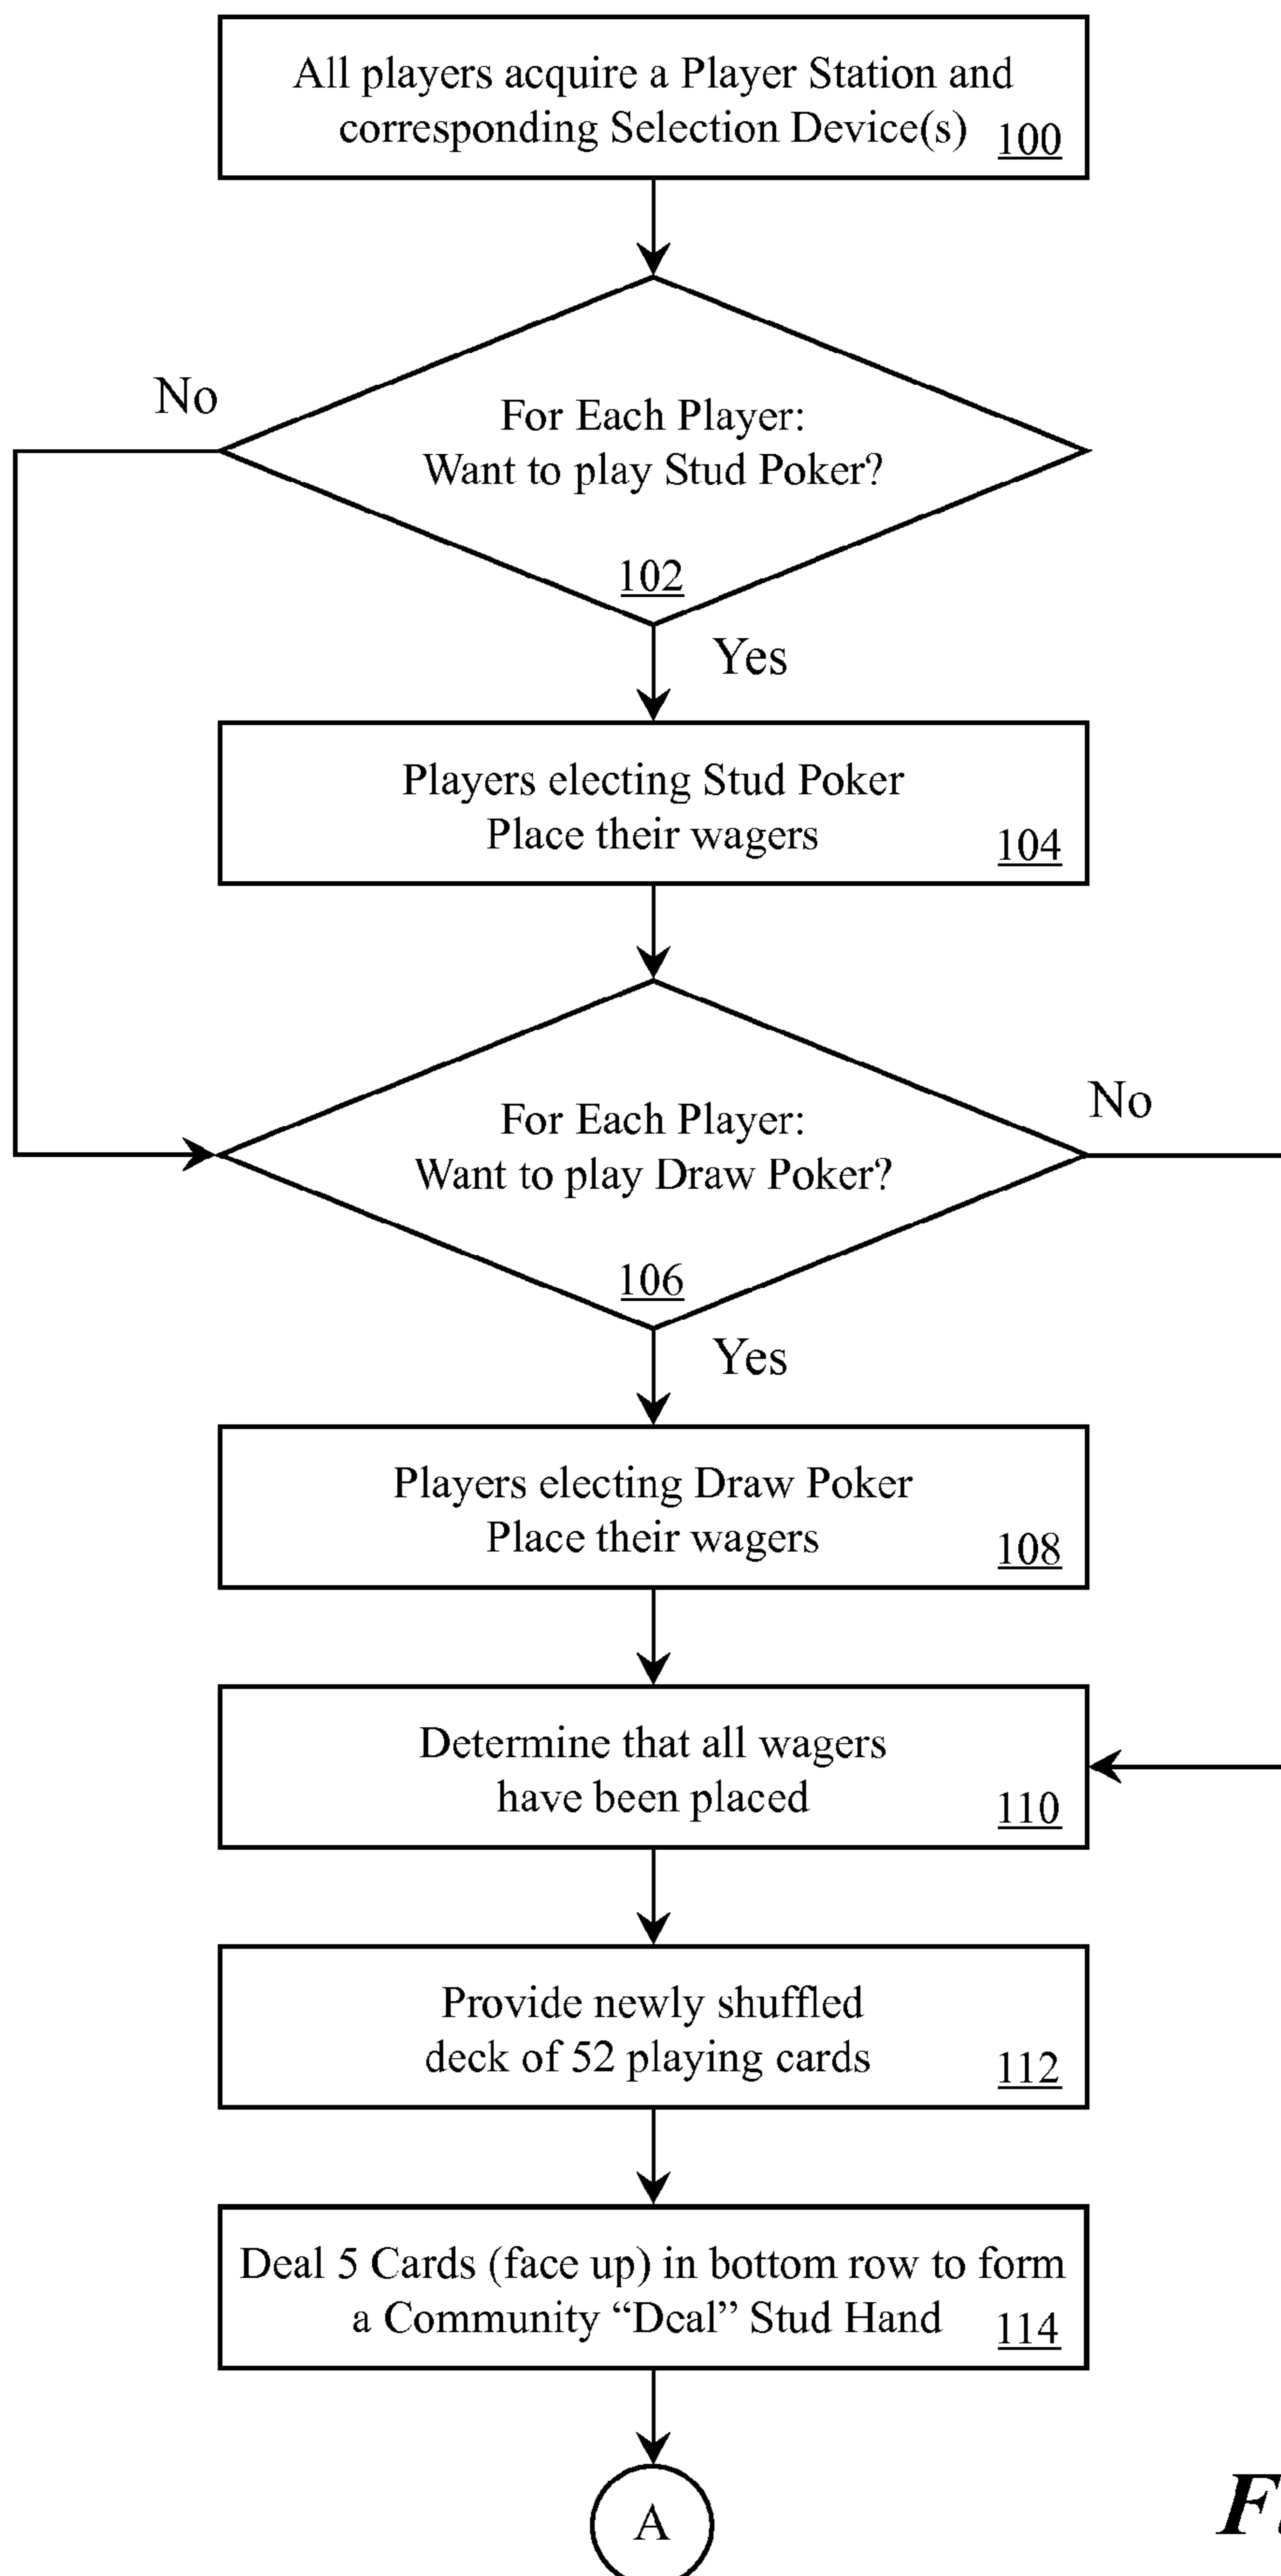 All players acquire a Player Station and
corresponding Selection Device(s) 100
No
For Each Player:
Want to play Stud Poker?
102
Yes
Players electing Stud Poker
Place their wagers 104
For Each Player:
Want to play Draw Poker?
No
106
Yes
Players electing Draw Poker
Place their wagers 108
Determine that all wagers
have been placed 110
Provide newly shuffled
deck of 52 playing cards 112
Deal 5 Cards (face up) in bottom row to form
a Community “Deal” Stud Hand 114
A